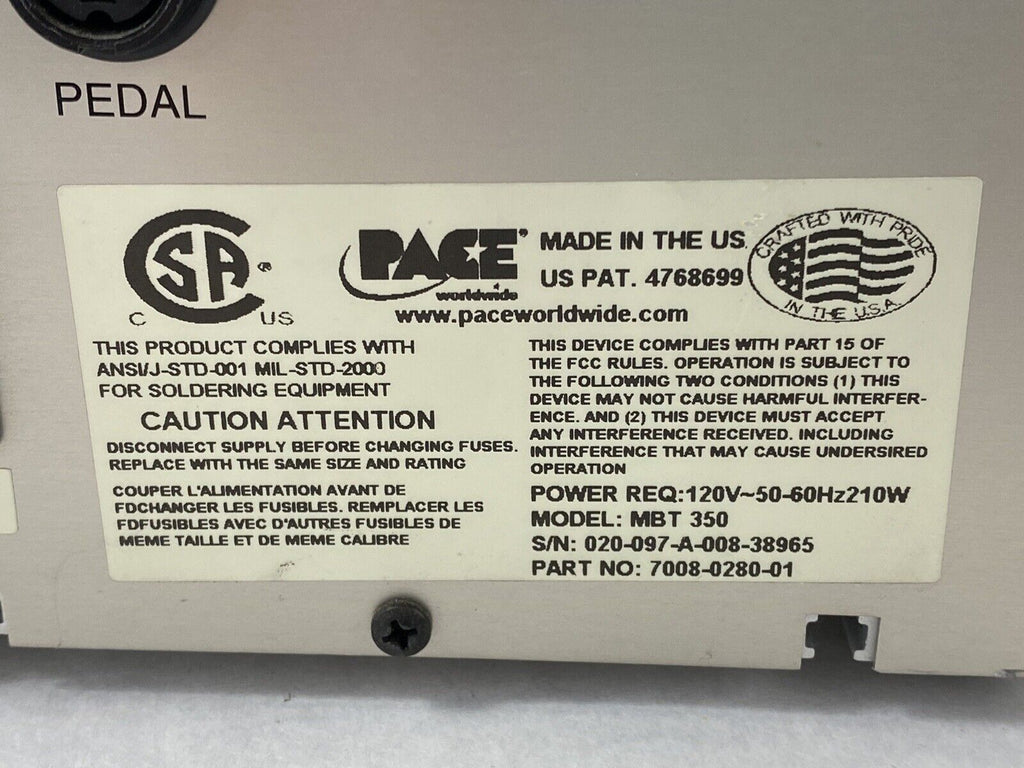 PEDAL
CSA ®
C US
PACE®
worldwide
MADE IN THE US
US PAT. 4768699
CRAFTED WITH PRIDE
IN THE U.S.A.
www.paceworldwide.com
THIS PRODUCT COMPLIES WITH
ANSI/J-STD-001 MIL-STD-2000
FOR SOLDERING EQUIPMENT
CAUTION ATTENTION
DISCONNECT SUPPLY BEFORE CHANGING FUSES.
REPLACE WITH THE SAME SIZE AND RATING
COUPER L'ALIMENTATION AVANT DE
FDCHANGER LES FUSIBLES. REMPLACER LES
FDFUSIBLES AVEC D'AUTRES FUSIBLES DE
MEME TAILLE ET DE MEME CALIBRE
THIS DEVICE COMPLIES WITH PART 15 OF
THE FCC RULES. OPERATION IS SUBJECT TO
THE FOLLOWING TWO CONDITIONS (1) THIS
DEVICE MAY NOT CAUSE HARMFUL INTERFER-
ENCE. AND (2) THIS DEVICE MUST ACCEPT
ANY INTERFERENCE RECEIVED. INCLUDING
INTERFERENCE THAT MAY CAUSE UNDERSIRED
OPERATION
POWER REQ:120V~50-60Hz210W
MODEL: MBT 350
S/N: 020-097-A-008-38965
PART NO: 7008-0280-01